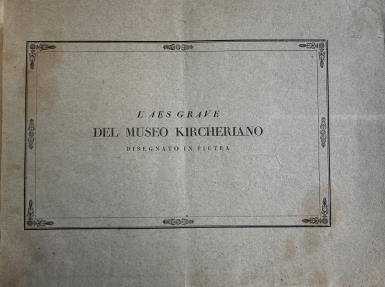 L'AES GRAVE
DEL MUSEO KIRCHERIANO
DISEGNATO IN PIETRA